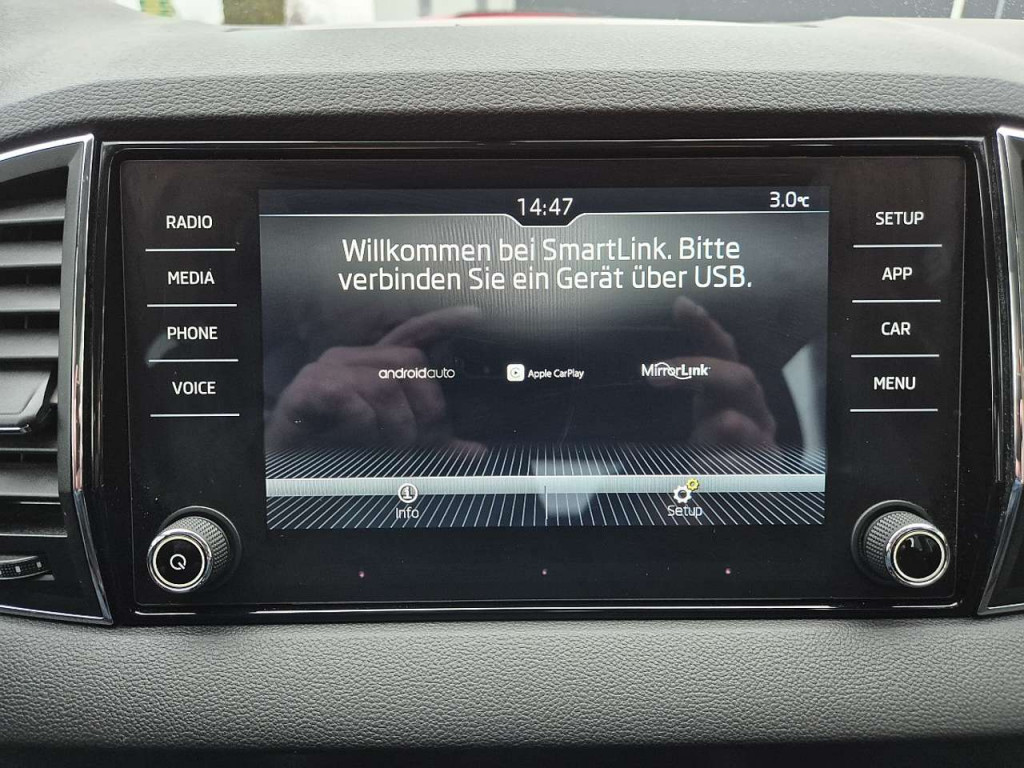 14:47
3.0°C
RADIO
MEDIA
PHONE
VOICE
Willkommen bei SmartLink. Bitte
verbinden Sie ein Gerät über USB.
androidauto
Apple CarPlay
MirrorLink
Info
Setup
SETUP
APP
CAR
MENU